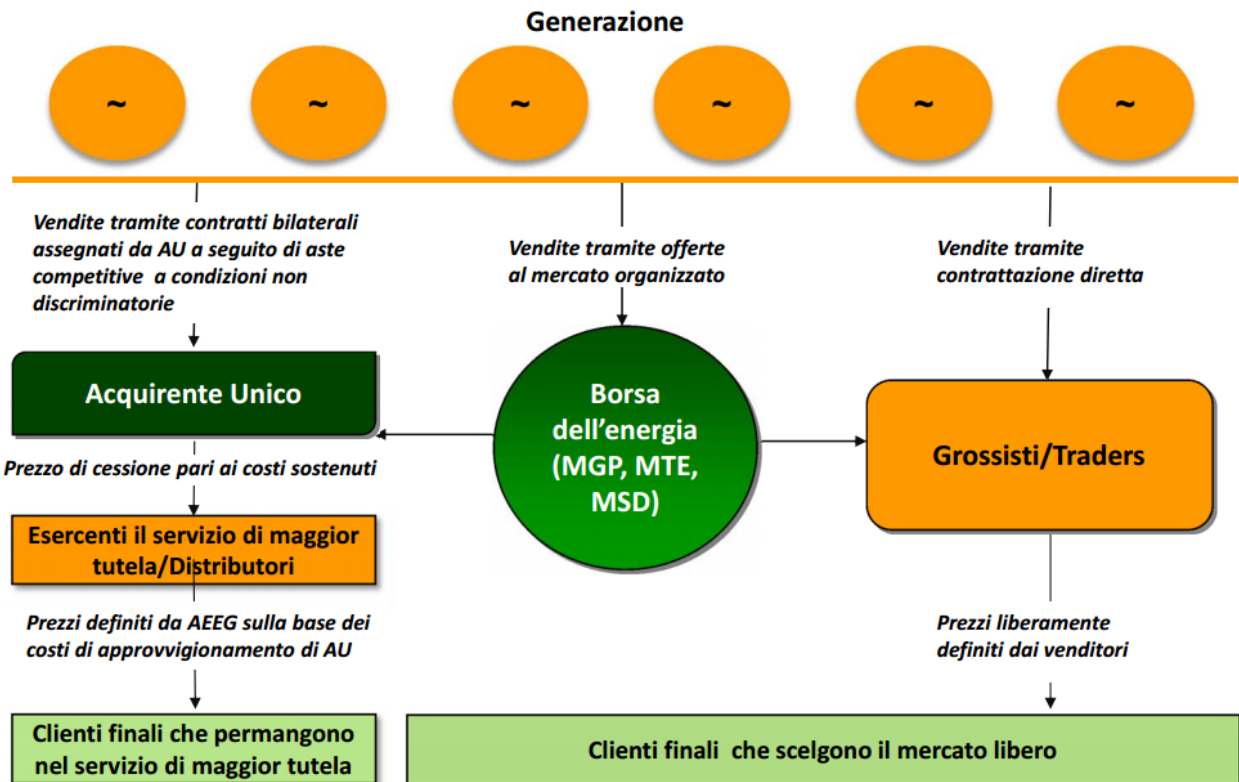 Generazione
~ ~ ~ ~ ~ ~
Vendite tramite contratti bilaterali
assegnati da AU a seguito di aste
competitive a condizioni non
discriminatorie
Vendite tramite offerte
al mercato organizzato
Vendite tramite
contrattazione diretta
Acquirente Unico
Borsa
dell'energia
(MGP, MTE,
MSD)
Grossisti/Traders
Prezzo di cessione pari ai costi sostenuti
Esercenti il servizio di maggior
tutela/Distributori
Prezzi definiti da AEEG sulla base dei
costi di approvvigionamento di AU
Prezzi liberamente
definiti dai venditori
Clienti finali che permangono
nel servizio di maggior tutela
Clienti finali che scelgono il mercato libero